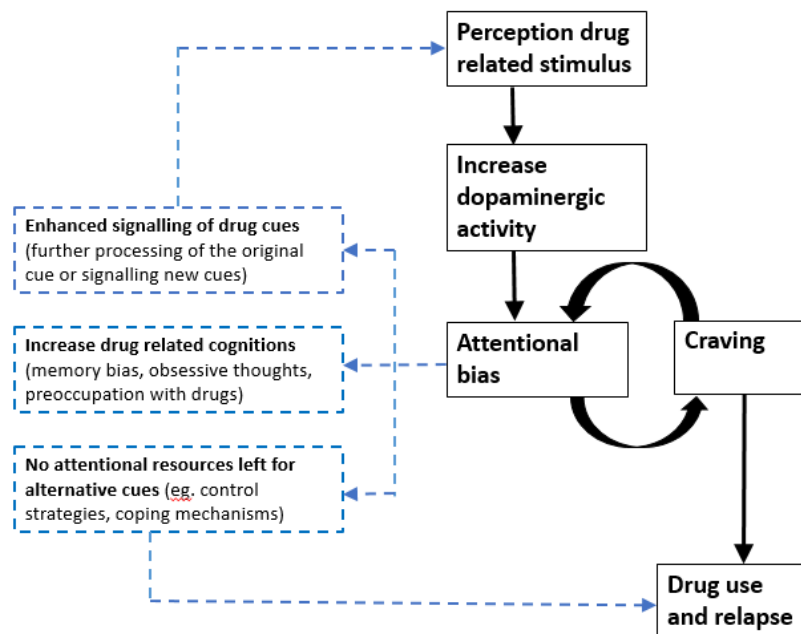 Perception drug
related stimulus
Increase
dopaminergic
activity
Enhanced signalling of drug cues
(further processing of the original
cue or signalling new cues)
Increase drug related cognitions
(memory bias, obsessive thoughts,
preoccupation with drugs)
Attentional
bias
Craving
No attentional resources left for
alternative cues (eg. control
strategies, coping mechanisms)
Drug use
and relapse